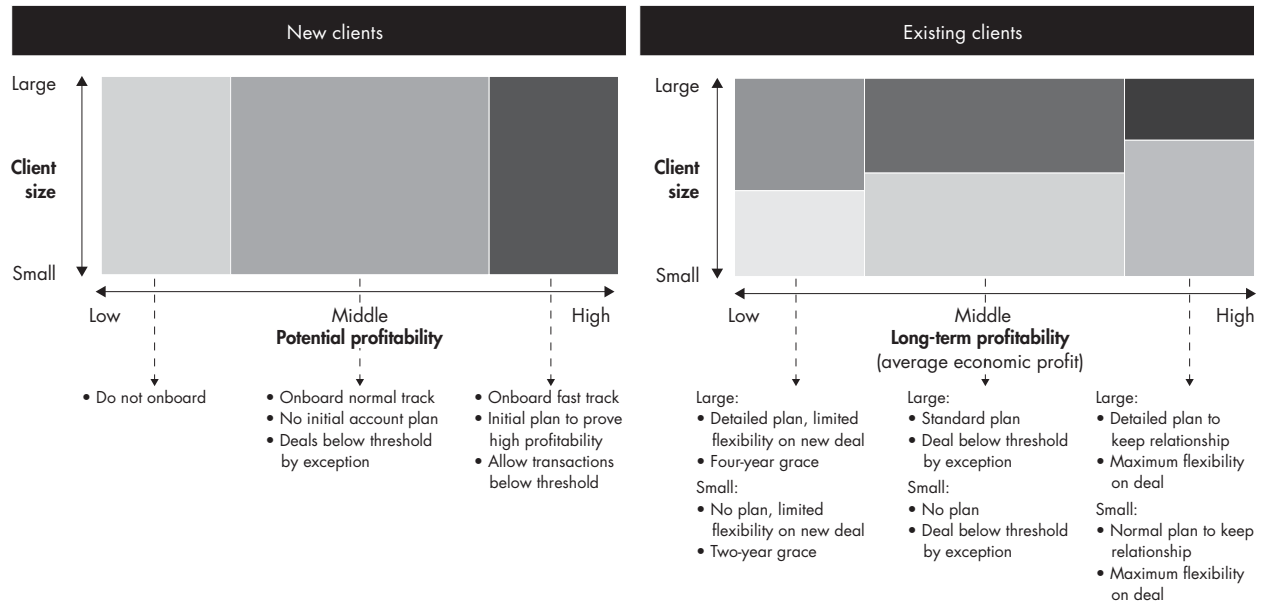 New clients
Large
Client
size
Small
Low
Middle
High
Potential profitability
• Do not onboard
• Onboard normal track
• No initial account plan
• Deals below threshold
by exception
• Onboard fast track
• Initial plan to prove
high profitability
• Allow transactions
below threshold
Existing clients
Large
Client
size
Small
Low
Middle
High
Long-term profitability
(average economic profit)
Large:
• Detailed plan, limited
flexibility on new deal
• Four-year grace
Small:
• No plan, limited
flexibility on new deal
• Two-year grace
Large:
• Standard plan
• Deal below threshold
by exception
Small:
• No plan
• Deal below threshold
by exception
Large:
• Detailed plan to
keep relationship
• Maximum flexibility
on deal
Small:
• Normal plan to keep
relationship
• Maximum flexibility
on deal